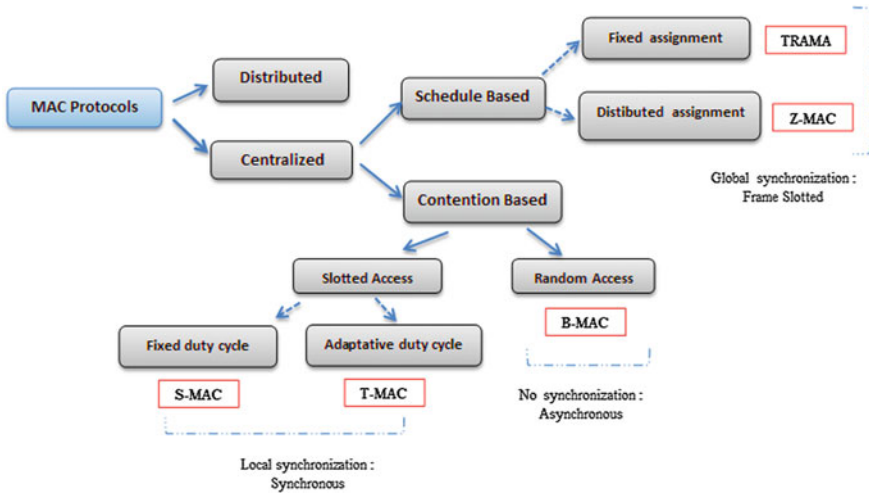 MAC Protocols
Distributed
Centralized
Schedule Based
Fixed assignment
TRAMA
Distibuted assignment
Z-MAC
Global synchronization :
Frame Slotted
Contention Based
Slotted Access
Random Access
B-MAC
No synchronization :
Asynchronous
Fixed duty cycle
Adaptative duty cycle
S-MAC
T-MAC
Local synchronization :
Synchronous